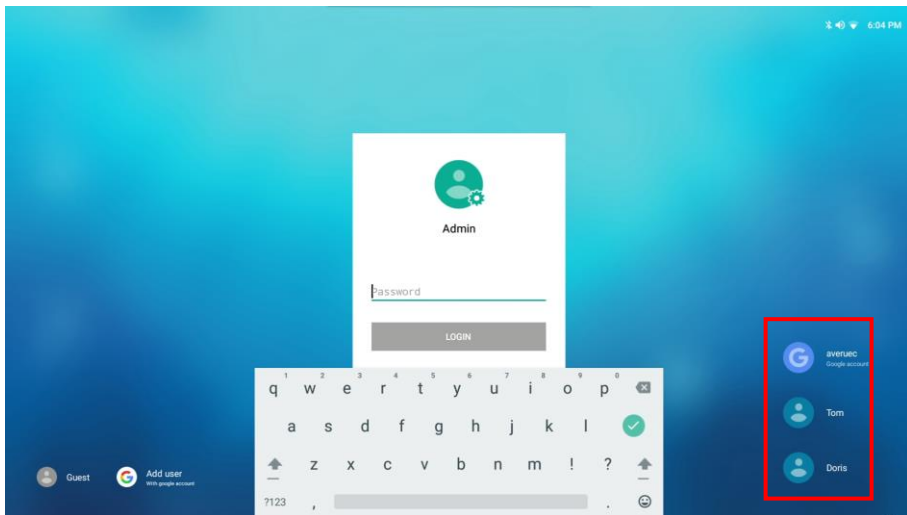 6:04 PM
Admin
Password
LOGIN
averuec
Google account
Tom
Doris
q 1 w 2 e 3 r 4 t 5 y 6 u 7 i 8 o 9 p 0
a s d f g h j k l
z x c v b n m ! ?
?123 , .
Guest
Add user
With google account